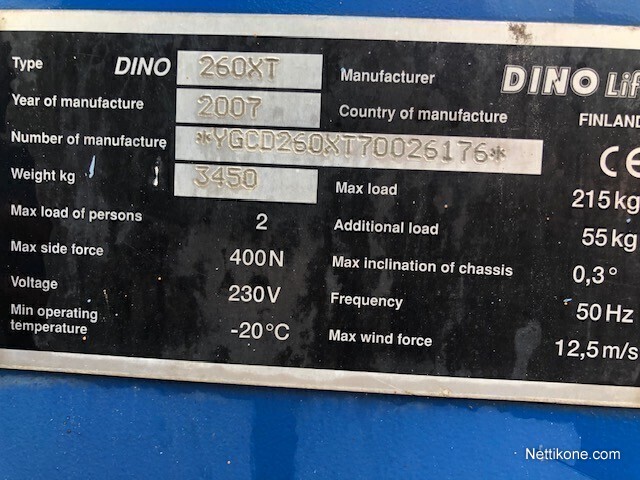 Type DINO 260XT Manufacturer DINO Lif
Year of manufacture 2007 Country of manufacture FINLAND
Number of manufacture *YGCD260XT70026176*
CE
Weight kg 3450 Max load 215 kg
Max load of persons 2 Additional load 55 kg
Max side force 400N Max inclination of chassis 0,3°
Voltage 230V Frequency 50 Hz
Min operating
temperature -20°C Max wind force 12,5 m/s
Nettikone.com